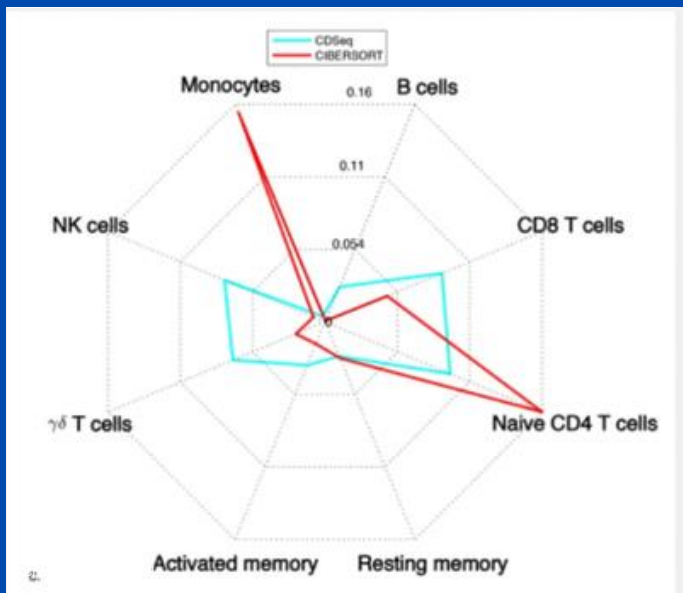 CDSeq
CIBERSORT
Monocytes
B cells
0.16
0.11
NK cells
CD8 T cells
0.054
0
γδ T cells
Naive CD4 T cells
Activated memory
Resting memory